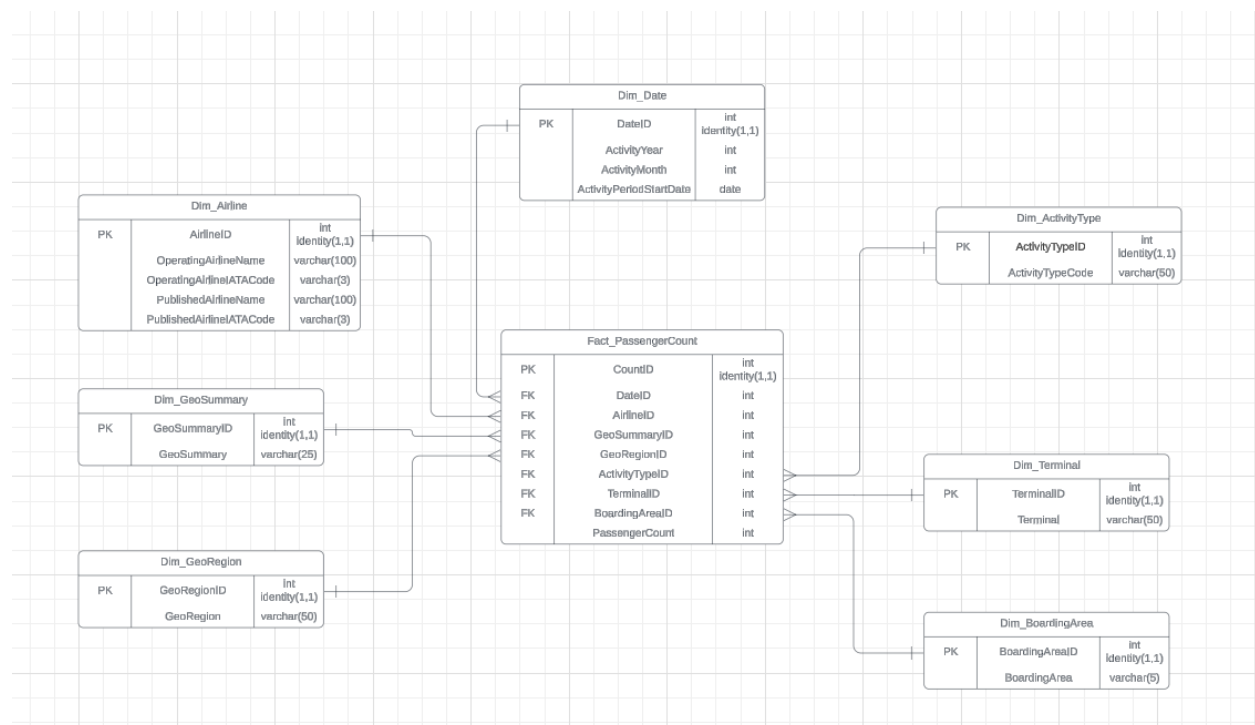 Dim_Date
PK DateID int identity(1,1)
ActivityYear int
ActivityMonth int
ActivityPeriodStartDate date
Dim_Airline
PK AirlineID int identity(1,1)
OperatingAirlineName varchar(100)
OperatingAirlineIATACode varchar(3)
PublishedAirlineName varchar(100)
PublishedAirlineIATACode varchar(3)
Dim_ActivityType
PK ActivityTypeID int identity(1,1)
ActivityTypeCode varchar(50)
Fact_PassengerCount
PK CountID int identity(1,1)
FK DateID int
FK AirlineID int
FK GeoSummaryID int
FK GeoRegionID int
FK ActivityTypeID int
FK TerminalID int
FK BoardingAreaID int
PassengerCount int
Dim_GeoSummary
PK GeoSummaryID int identity(1,1)
GeoSummary varchar(25)
Dim_Terminal
PK TerminalID int identity(1,1)
Terminal varchar(50)
Dim_GeoRegion
PK GeoRegionID int identity(1,1)
GeoRegion varchar(50)
Dim_BoardingArea
PK BoardingAreaID int identity(1,1)
BoardingArea varchar(5)